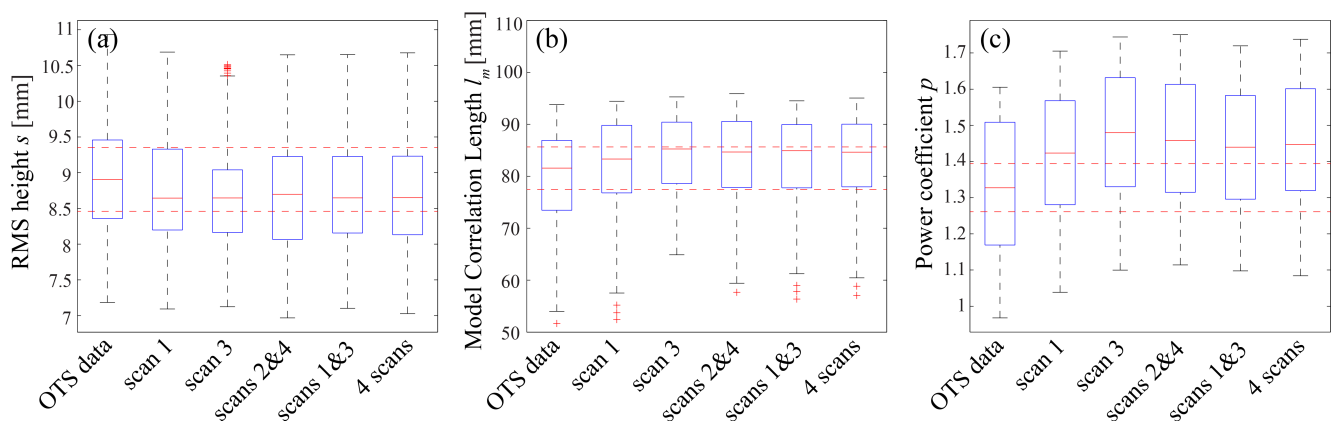 (a)
RMS height s [mm]
11
10.5
10
9.5
9
8.5
8
7.5
7
OTS data
scan 1
scan 3
scans 2&4
scans 1&3
4 scans
(b)
Model Correlation Length lm [mm]
110
100
90
80
70
60
50
OTS data
scan 1
scan 3
scans 2&4
scans 1&3
4 scans
(c)
Power coefficient p
1.7
1.6
1.5
1.4
1.3
1.2
1.1
1
OTS data
scan 1
scan 3
scans 2&4
scans 1&3
4 scans